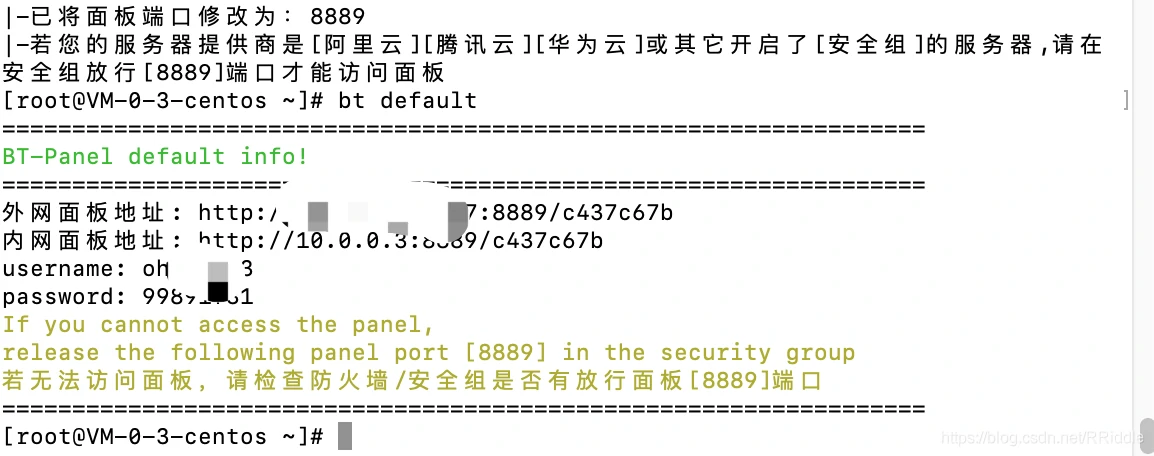 |-已将面板端口修改为：8889
|-若您的服务器提供商是[阿里云][腾讯云][华为云]或其它开启了[安全组]的服务器,请在
安全组放行[8889]端口才能访问面板
[root@VM-0-3-centos ~]# bt default ]
==================================================================
BT-Panel default info!
==================================================================
外网面板地址: http:/ 7:8889/c437c67b
内网面板地址: http://10.0.0.3:8889/c437c67b
username: oh 3
password:
If you cannot access the panel,
release the following panel port [8889] in the security group
若无法访问面板，请检查防火墙/安全组是否有放行面板[8889]端口
==================================================================
[root@VM-0-3-centos ~]#
https://blog.csdn.net/RRiddle